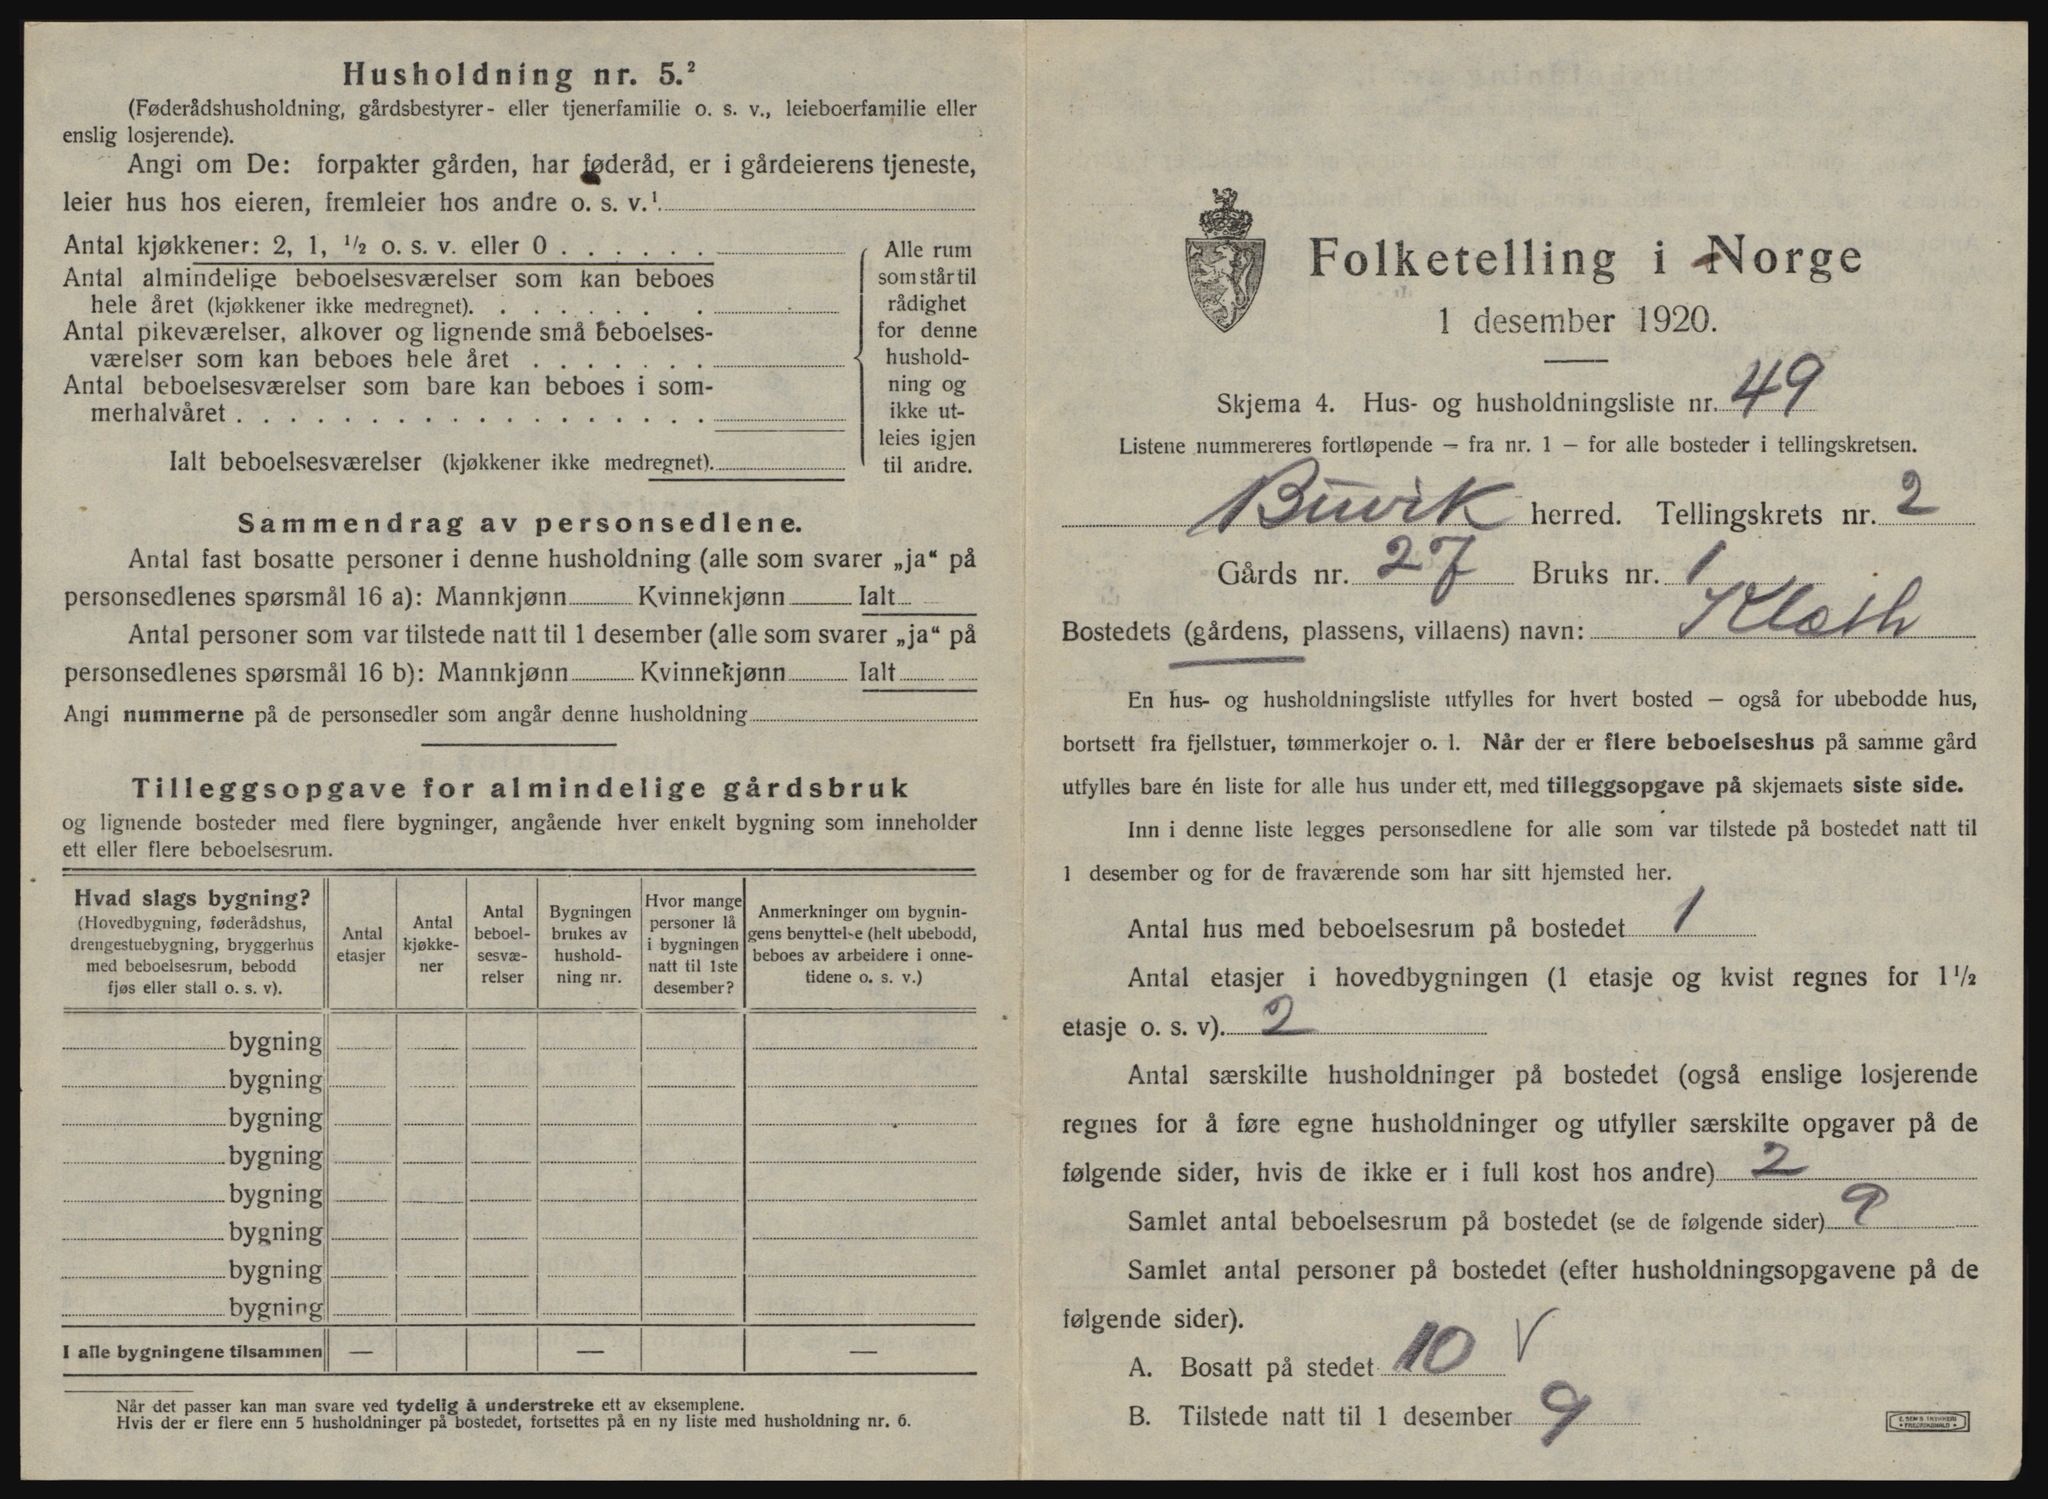 Husholdning nr. 5.²
(Føderådshusholdning, gårdsbestyrer- eller tjenerfamilie o. s. v., leieboerfamilie eller
enslig losjerende).
Angi om De: forpakter gården, har føderåd, er i gårdeierens tjeneste,
leier hus hos eieren, fremleier hos andre o. s. v.¹
Antal kjøkkener: 2, 1, ½ o. s. v. eller 0 . . . . . .
Antal almindelige beboelsesværelser som kan beboes
hele året (kjøkkener ikke medregnet). . . . . . . .
Antal pikeværelser, alkover og lignende små beboelses-
værelser som kan beboes hele året . . . . . . .
Antal beboelsesværelser som bare kan beboes i som-
merhalvåret . . . . . . . . . . . . . . . . . .
Ialt beboelsesværelser (kjøkkener ikke medregnet).
Alle rum
som står til
rådighet
for denne
hushold-
ning og
ikke ut-
leies igjen
til andre.
Sammendrag av personsedlene.
Antal fast bosatte personer i denne husholdning (alle som svarer „ja“ på
personsedlenes spørsmål 16 a): Mannkjønn Kvinnekjønn Ialt
Antal personer som var tilstede natt til 1 desember (alle som svarer „ja“ på
personsedlenes spørsmål 16 b): Mannkjønn Kvinnekjønn Ialt
Angi nummerne på de personsedler som angår denne husholdning
Tilleggsopgave for almindelige gårdsbruk
og lignende bosteder med flere bygninger, angående hver enkelt bygning som inneholder
ett eller flere beboelsesrum.
Hvad slags bygning?
(Hovedbygning, føderådshus,
drengestuebygning, bryggerhus
med beboelsesrum, bebodd
fjøs eller stall o. s. v).
Antal
etasjer
Antal
kjøkke-
ner
Antal
beboel-
sesvæ-
relser
Bygningen
brukes av
hushold-
ning nr.
Hvor mange
personer lå
i bygningen
natt til 1ste
desember?
Anmerkninger om bygnin-
gens benyttelse (helt ubebodd,
beboes av arbeidere i onne-
tidene o. s. v.)
bygning
bygning
bygning
bygning
bygning
bygning
bygning
bygning
I alle bygningene tilsammen — — —
Når det passer kan man svare ved tydelig å understreke ett av eksemplene.
Hvis der er flere enn 5 husholdninger på bostedet, fortsettes på en ny liste med husholdning nr. 6.
Folketelling i Norge
1 desember 1920.
Skjema 4. Hus- og husholdningsliste nr. 49
Listene nummereres fortløpende — fra nr. 1 — for alle bosteder i tellingskretsen.
Buvik herred. Tellingskrets nr. 2
Gårds nr. 27 Bruks nr. 1
Bostedets (gårdens, plassens, villaens) navn: Klæth
En hus- og husholdningsliste utfylles for hvert bosted — også for ubebodde hus,
bortsett fra fjellstuer, tømmerkojer o. l. Når der er flere beboelseshus på samme gård
utfylles bare én liste for alle hus under ett, med tilleggsopgave på skjemaets siste side.
Inn i denne liste legges personsedlene for alle som var tilstede på bostedet natt til
1 desember og for de fraværende som har sitt hjemsted her.
Antal hus med beboelsesrum på bostedet 1
Antal etasjer i hovedbygningen (1 etasje og kvist regnes for 1½
etasje o. s. v). 2
Antal særskilte husholdninger på bostedet (også enslige losjerende
regnes for å føre egne husholdninger og utfyller særskilte opgaver på de
følgende sider, hvis de ikke er i full kost hos andre) 2
Samlet antal beboelsesrum på bostedet (se de følgende sider) 9
Samlet antal personer på bostedet (efter husholdningsopgavene på de
følgende sider).
A. Bosatt på stedet 10 V
B. Tilstede natt til 1 desember 9